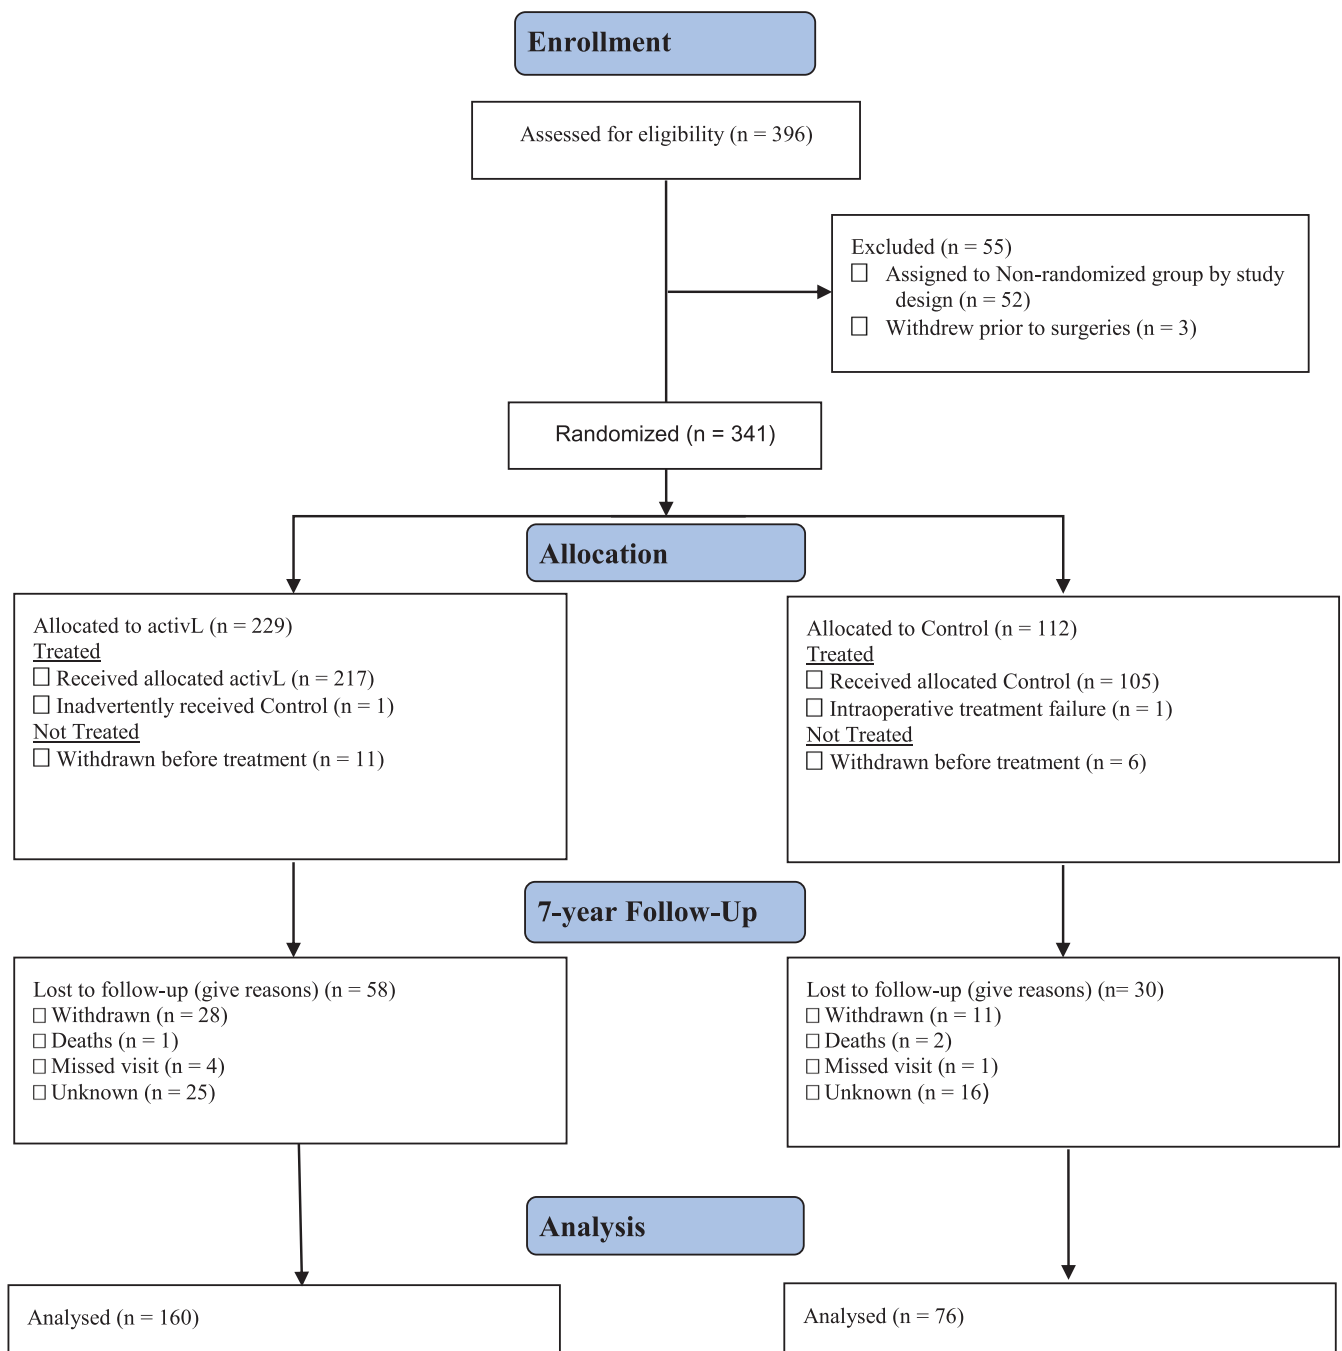 Enrollment
Assessed for eligibility (n = 396)
Excluded (n = 55)
☐ Assigned to Non-randomized group by study
design (n = 52)
☐ Withdrew prior to surgeries (n = 3)
Randomized (n = 341)
Allocation
Allocated to activL (n = 229)
Treated
☐ Received allocated activL (n = 217)
☐ Inadvertently received Control (n = 1)
Not Treated
☐ Withdrawn before treatment (n = 11)
Allocated to Control (n = 112)
Treated
☐ Received allocated Control (n = 105)
☐ Intraoperative treatment failure (n = 1)
Not Treated
☐ Withdrawn before treatment (n = 6)
7-year Follow-Up
Lost to follow-up (give reasons) (n = 58)
☐ Withdrawn (n = 28)
☐ Deaths (n = 1)
☐ Missed visit (n = 4)
☐ Unknown (n = 25)
Lost to follow-up (give reasons) (n= 30)
☐ Withdrawn (n = 11)
☐ Deaths (n = 2)
☐ Missed visit (n = 1)
☐ Unknown (n = 16)
Analysis
Analysed (n = 160)
Analysed (n = 76)